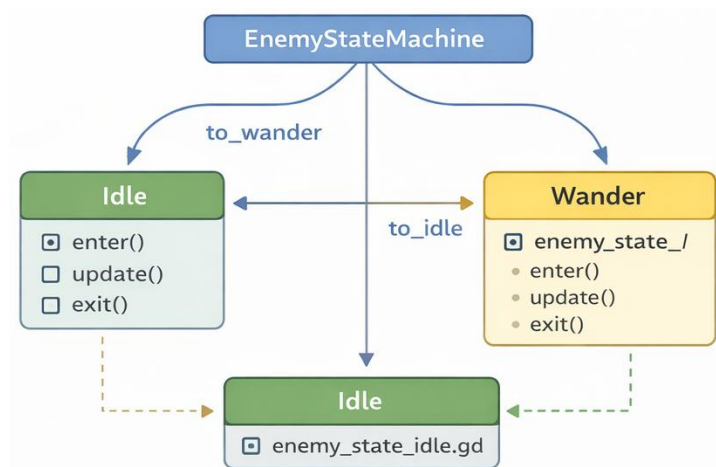 EnemyStateMachine
to_wander
Idle
enter()
update()
exit()
to_idle
Wander
enemy_state_/
enter()
update()
exit()
Idle
enemy_state_idle.gd